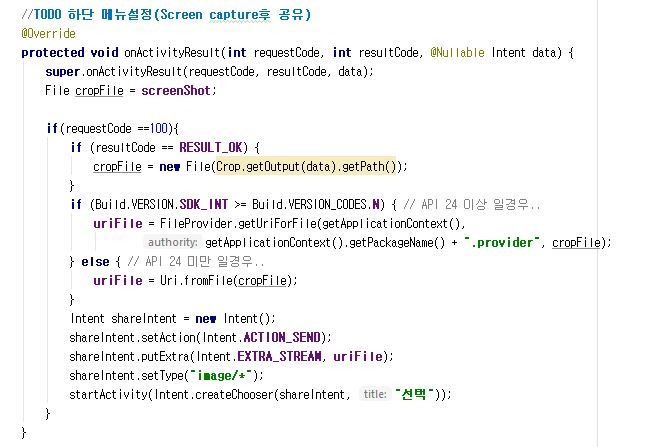 //TODO 하단 메뉴설정(Screen capture후 공유)
@Override
protected void onActivityResult(int requestCode, int resultCode, @Nullable Intent data) {
super.onActivityResult(requestCode, resultCode, data);
File cropFile = screenShot;
if(requestCode ==100){
if (resultCode == RESULT_OK) {
cropFile = new File(Crop.getOutput(data).getPath());
}
if (Build.VERSION.SDK_INT >= Build.VERSION_CODES.N) { // API 24 이상 일경우..
uriFile = FileProvider.getUriForFile(getApplicationContext(),
authority: getApplicationContext().getPackageName() + ".provider", cropFile);
} else { // API 24 미만 일경우..
uriFile = Uri.fromFile(cropFile);
}
Intent shareIntent = new Intent();
shareIntent.setAction(Intent.ACTION_SEND);
shareIntent.putExtra(Intent.EXTRA_STREAM, uriFile);
shareIntent.setType("image/*");
startActivity(Intent.createChooser(shareIntent, title: "선택"));
}
}